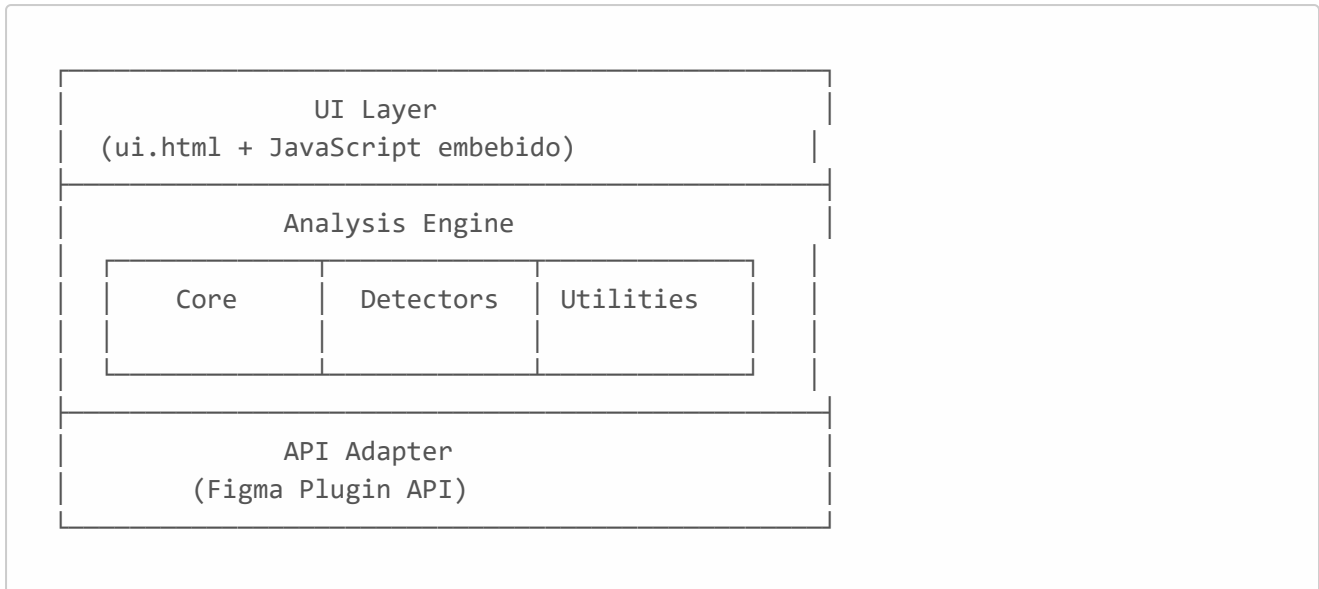 UI Layer
(ui.html + JavaScript embebido)
Analysis Engine
Core Detectors Utilities
API Adapter
(Figma Plugin API)